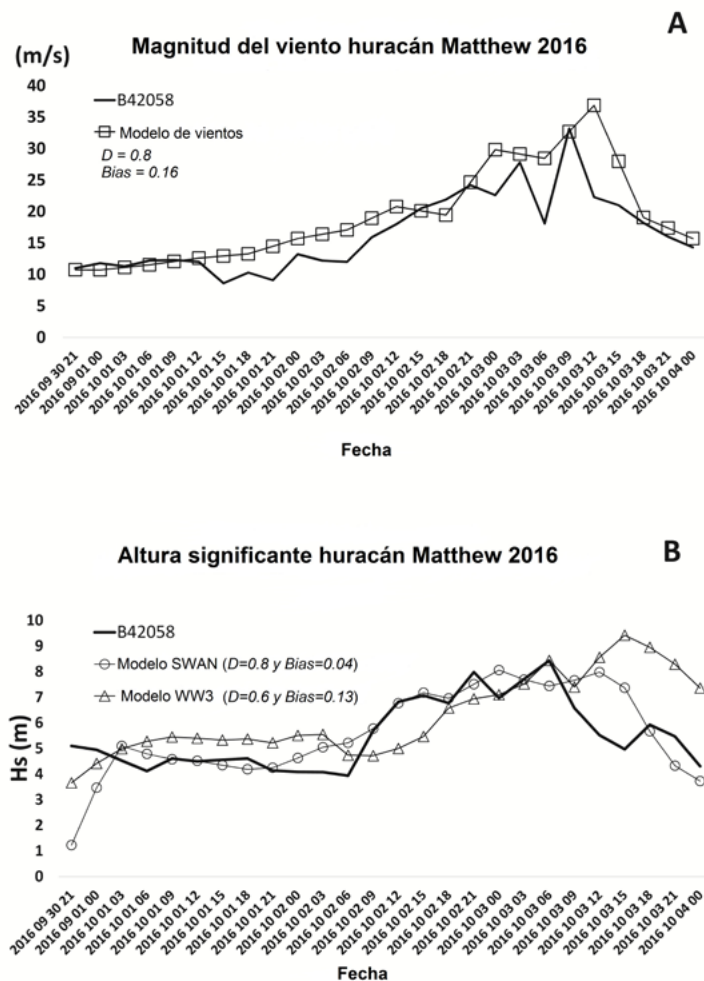 A
Magnitud del viento huracán Matthew 2016
(m/s)
40
35
30
25
20
15
10
5
0
B42058
Modelo de vientos
D = 0.8
Bias = 0.16
2016 09 30 21
2016 09 01 00
2016 10 01 03
2016 10 01 06
2016 10 01 09
2016 10 01 12
2016 10 01 15
2016 10 01 18
2016 10 01 21
2016 10 02 00
2016 10 02 03
2016 10 02 06
2016 10 02 09
2016 10 02 12
2016 10 02 15
2016 10 02 18
2016 10 02 21
2016 10 03 00
2016 10 03 03
2016 10 03 06
2016 10 03 09
2016 10 03 12
2016 10 03 15
2016 10 03 18
2016 10 03 21
2016 10 04 00
Fecha
B
Altura significante huracán Matthew 2016
Hs (m)
10
9
8
7
6
5
4
3
2
1
0
B42058
Modelo SWAN (D=0.8 y Bias=0.04)
Modelo WW3 (D=0.6 y Bias=0.13)
2016 09 30 21
2016 09 01 00
2016 10 01 03
2016 10 01 06
2016 10 01 09
2016 10 01 12
2016 10 01 15
2016 10 01 18
2016 10 01 21
2016 10 02 00
2016 10 02 03
2016 10 02 06
2016 10 02 09
2016 10 02 12
2016 10 02 15
2016 10 02 18
2016 10 02 21
2016 10 03 00
2016 10 03 03
2016 10 03 06
2016 10 03 09
2016 10 03 12
2016 10 03 15
2016 10 03 18
2016 10 03 21
2016 10 04 00
Fecha